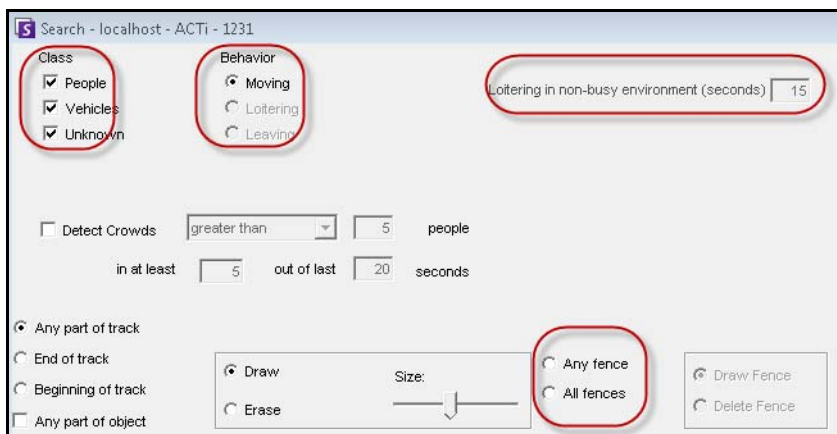 Search - localhost - ACTi - 1231
Class
People
Vehicles
Unknown
Behavior
Moving
Loitering
Leaving
Loitering in non-busy environment (seconds) 15
Detect Crowds greater than 5 people
in at least 5 out of last 20 seconds
Any part of track
End of track
Beginning of track
Any part of object
Draw
Erase
Size:
Any fence
All fences
Draw Fence
Delete Fence